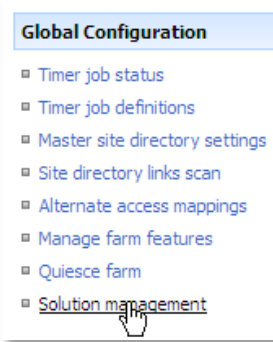 Global Configuration
Timer job status
Timer job definitions
Master site directory settings
Site directory links scan
Alternate access mappings
Manage farm features
Quiesce farm
Solution management